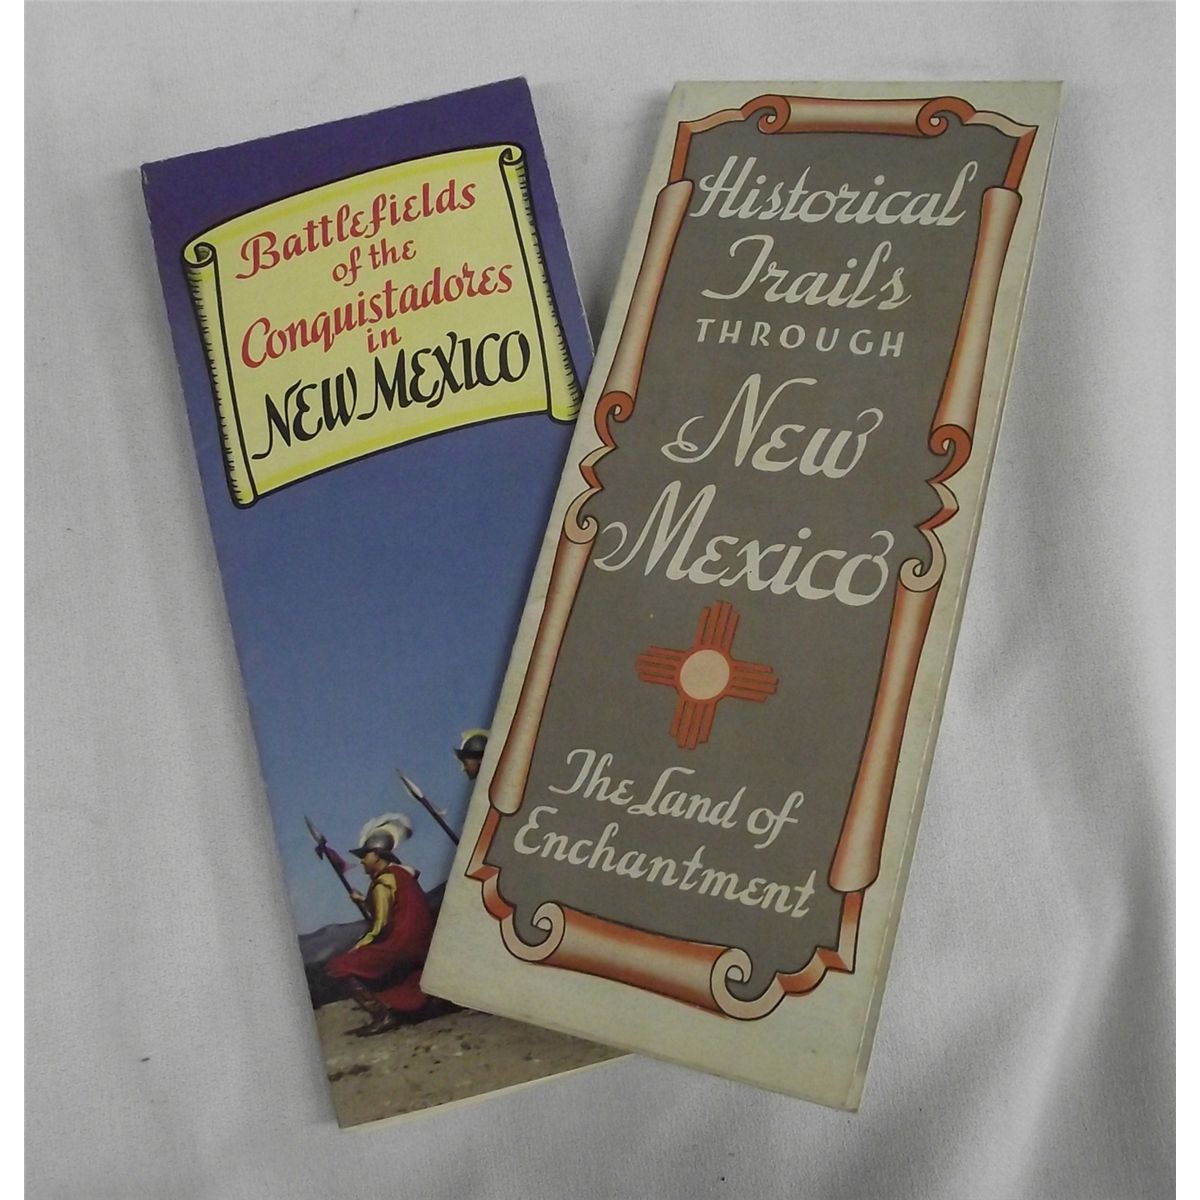 Battlefields
of the
Conquistadores
in
NEW MEXICO
Historical
Trails
THROUGH
New
Mexico
The Land of
Enchantment